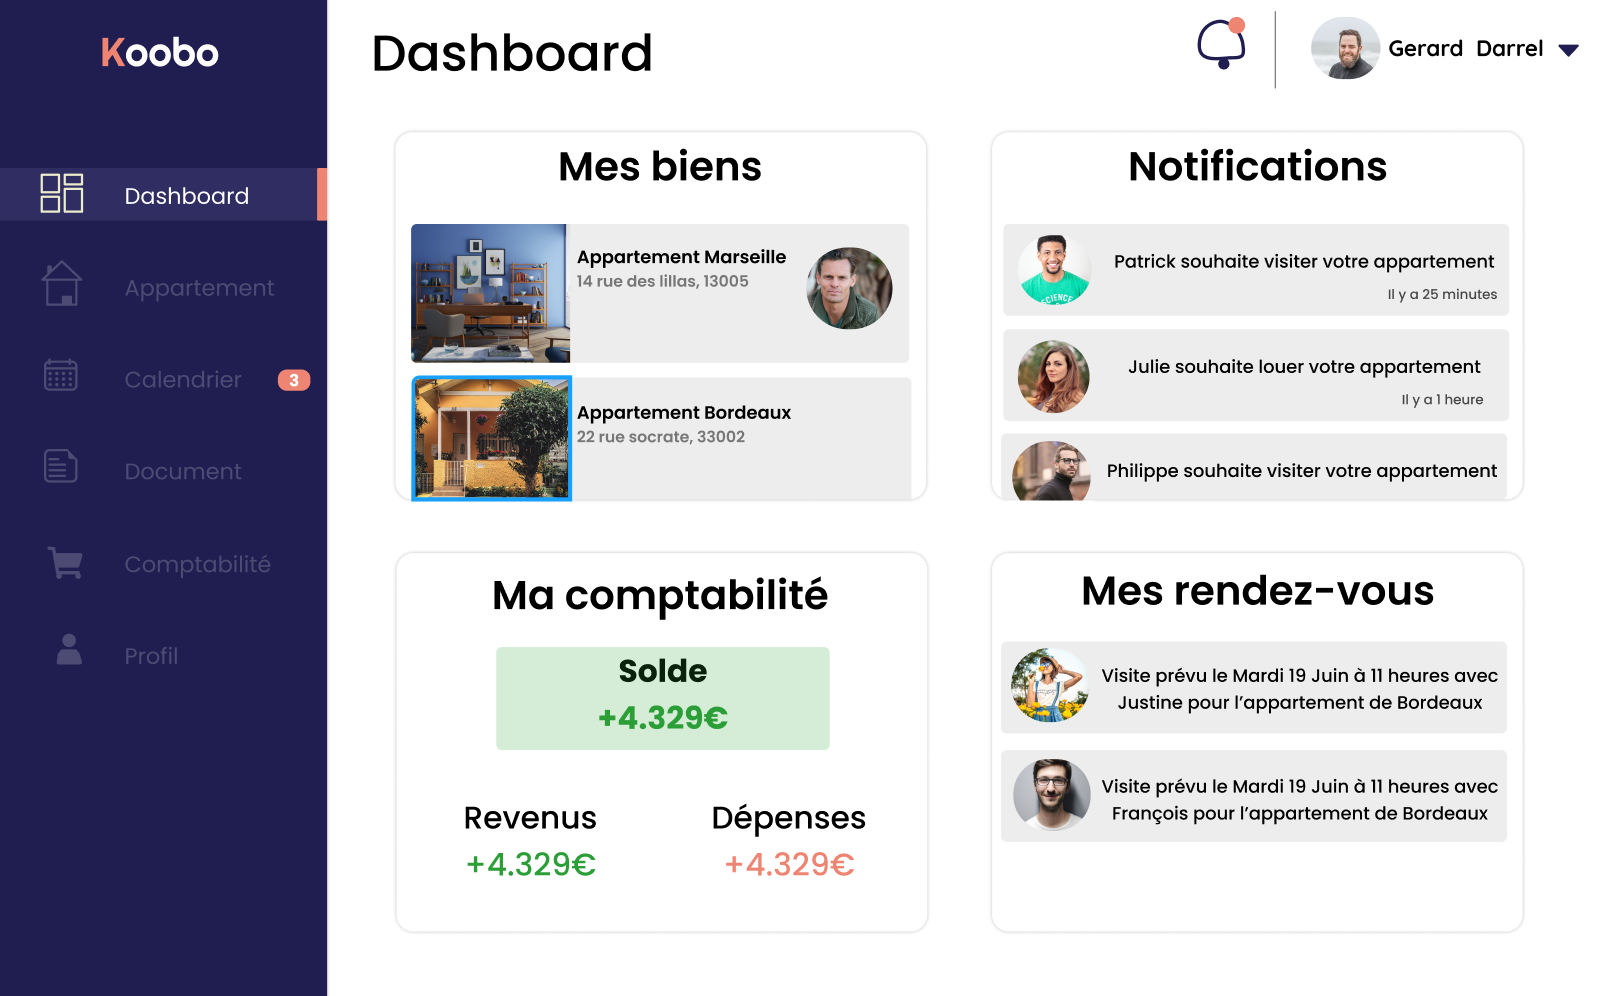 Koobo
Dashboard
Gerard Darrel
Dashboard
Appartement
Calendrier
3
Document
Comptabilité
Profil
Mes biens
Appartement Marseille
14 rue des lillas, 13005
Appartement Bordeaux
22 rue socrate, 33002
Notifications
SCIENCE
Patrick souhaite visiter votre appartement
Il y a 25 minutes
Julie souhaite louer votre appartement
Il y a 1 heure
Philippe souhaite visiter votre appartement
Ma comptabilité
Solde
+4.329€
Revenus
+4.329€
Dépenses
+4.329€
Mes rendez-vous
Visite prévu le Mardi 19 Juin à 11 heures avec
Justine pour l’appartement de Bordeaux
Visite prévu le Mardi 19 Juin à 11 heures avec
François pour l’appartement de Bordeaux